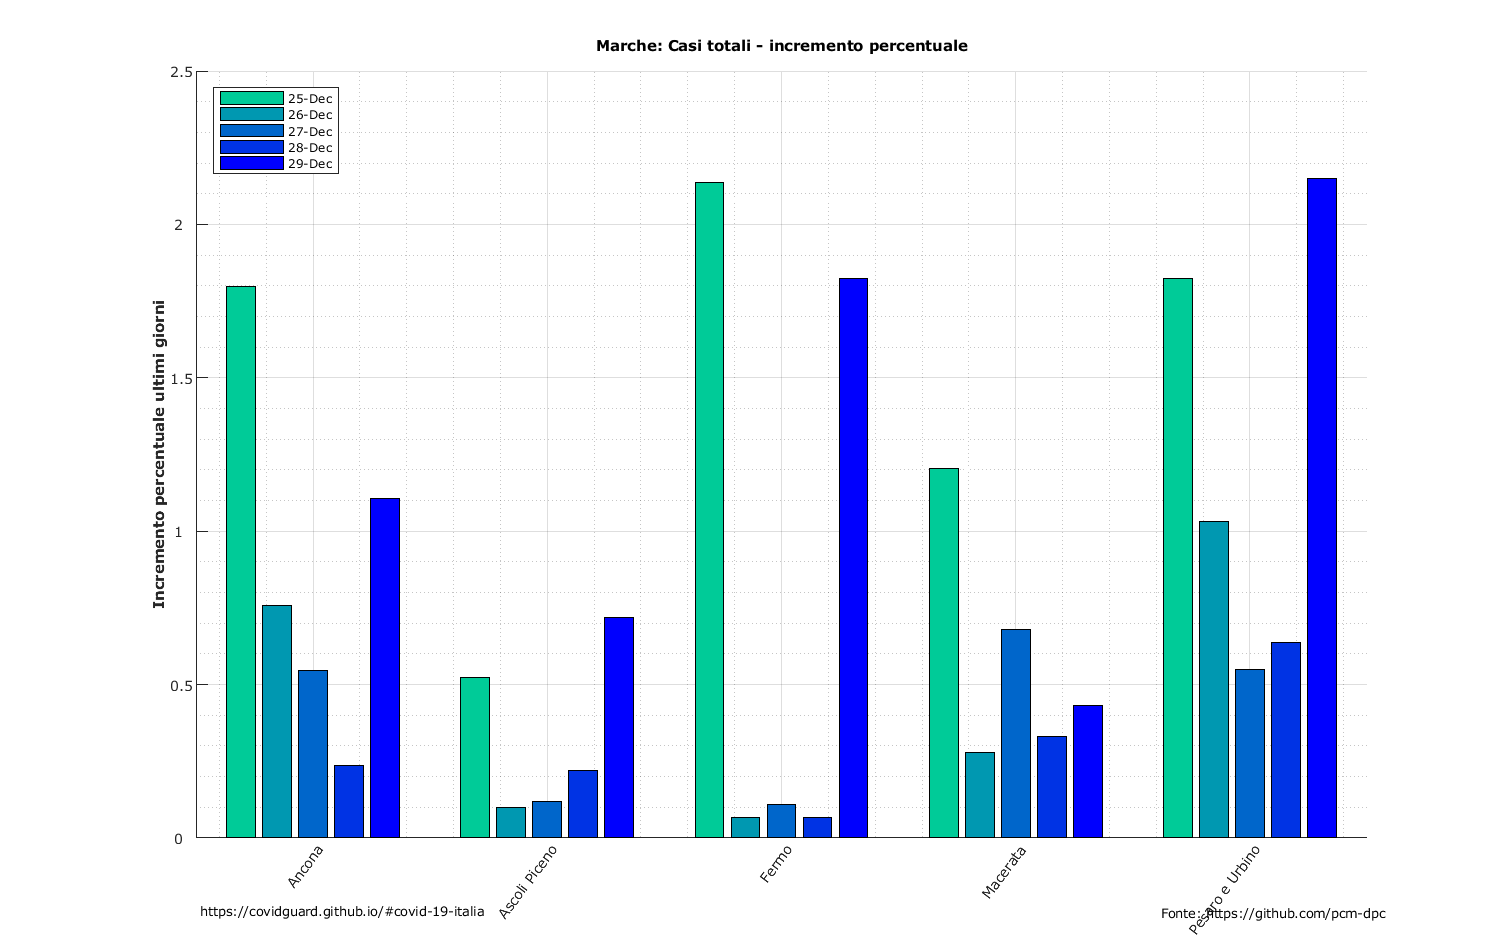 Marche: Casi totali - incremento percentuale
Incremento percentuale ultimi giorni
2.5
2
1.5
1
0.5
0
25-Dec
26-Dec
27-Dec
28-Dec
29-Dec
Ancona
Ascoli Piceno
Fermo
Macerata
Pesaro e Urbino
https://covidguard.github.io/#covid-19-italia
Fonte: https://github.com/pcm-dpc